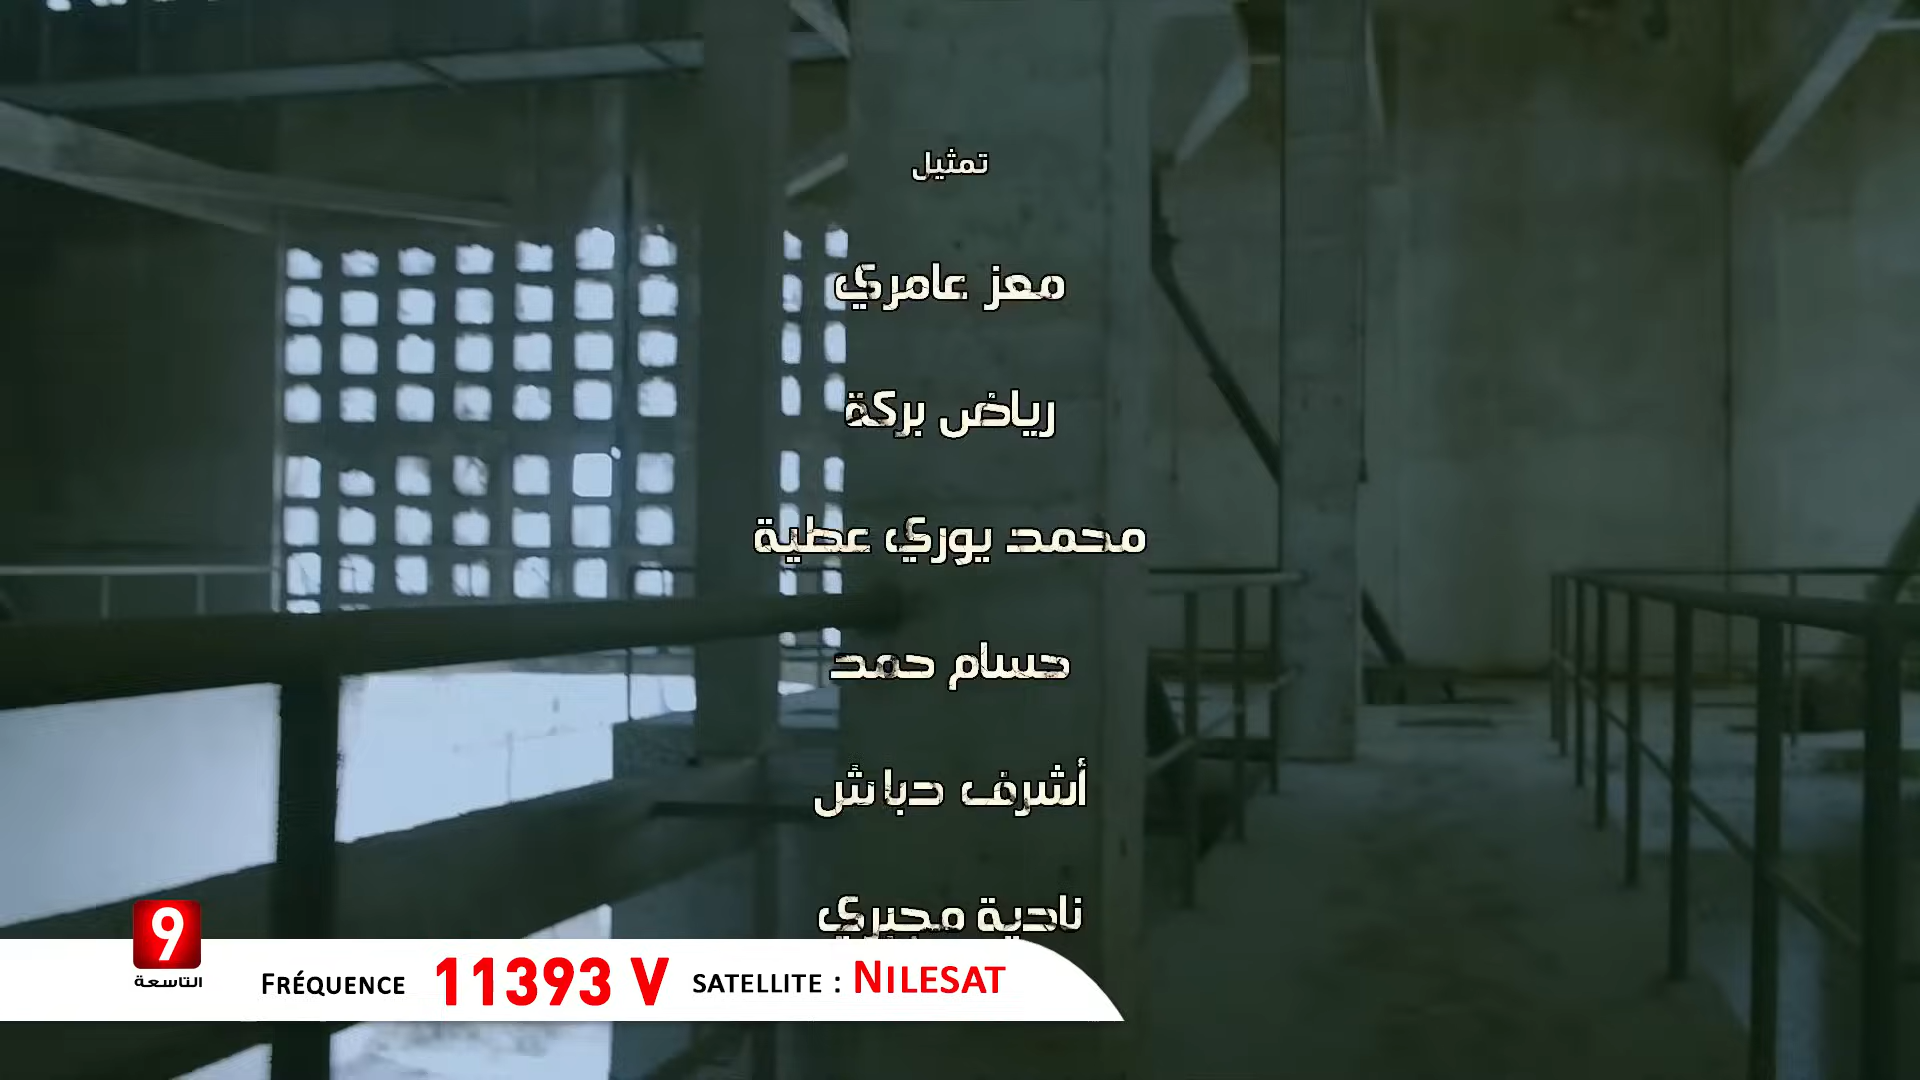 تمثيل
معز عامري
رياض بركة
محمد يوري عطية
حسام حمد
أشرف دباش
نادية مجبري
9
التاسعة
FRÉQUENCE 11393 V SATELLITE : NILESAT